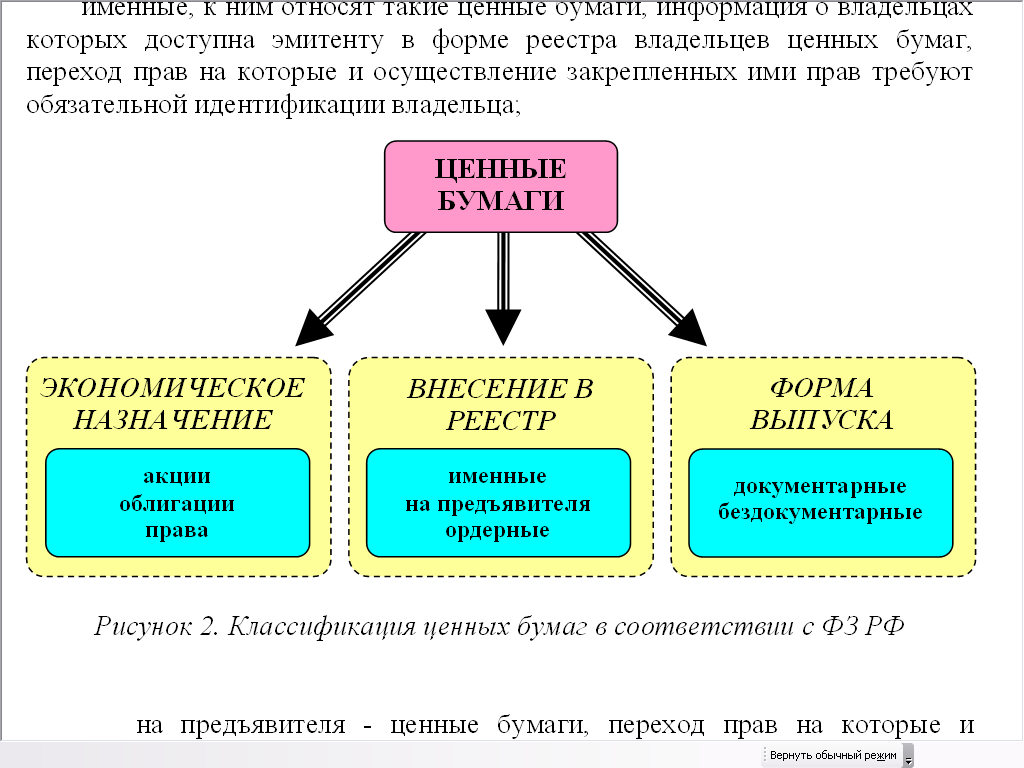 именные, к ним относят такие ценные бумаги, информация о владельцах
которых доступна эмитенту в форме реестра владельцев ценных бумаг,
переход прав на которые и осуществление закрепленных ими прав требуют
обязательной идентификации владельца;
ЦЕННЫЕ
БУМАГИ
ЭКОНОМИЧЕСКОЕ
НАЗНАЧЕНИЕ
акции
облигации
права
ВНЕСЕНИЕ В
РЕЕСТР
именные
на предъявителя
ордерные
ФОРМА
ВЫПУСКА
документарные
бездокументарные
Рисунок 2. Классификация ценных бумаг в соответствии с ФЗ РФ
на предъявителя - ценные бумаги, переход прав на которые и
Вернуть обычный режим